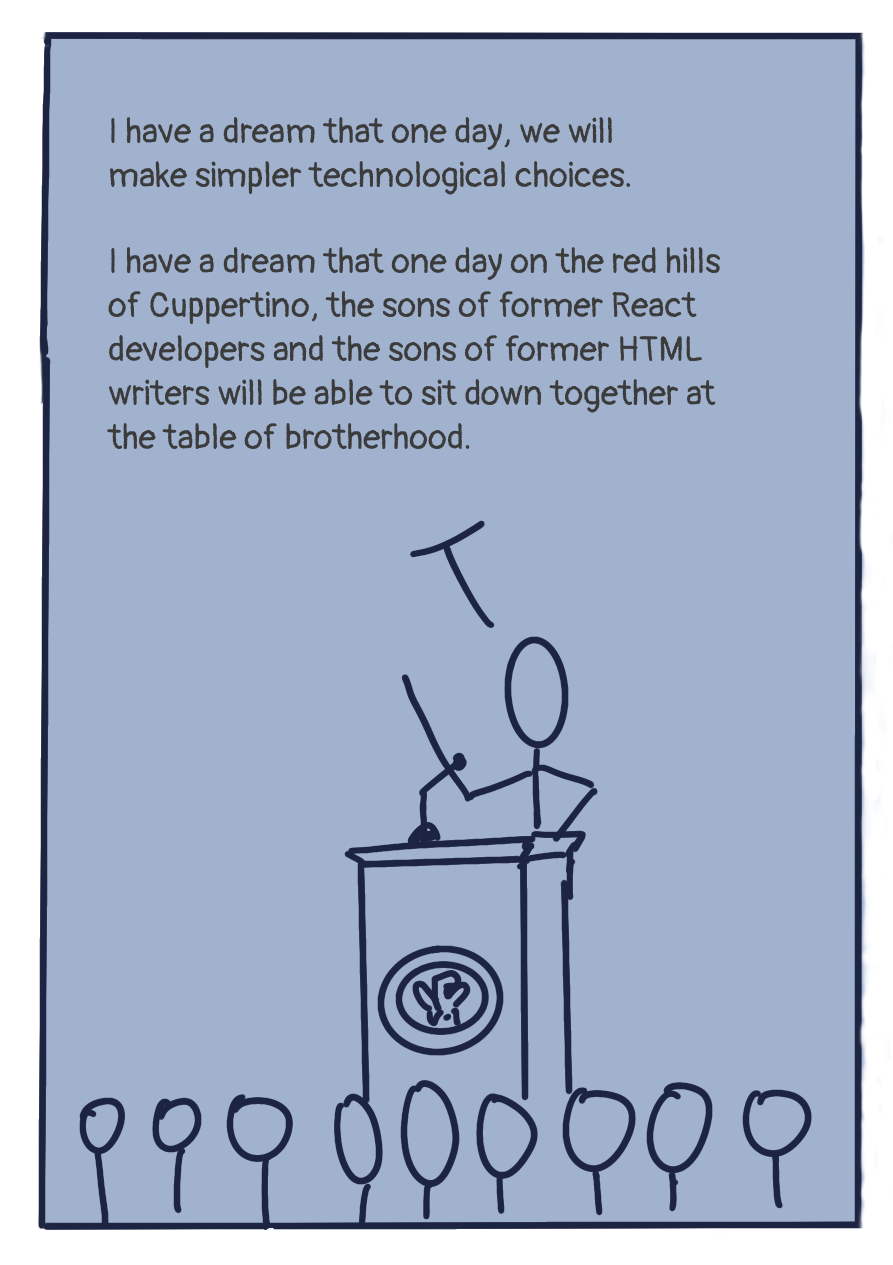 I have a dream that one day, we will
make simpler technological choices.
I have a dream that one day on the red hills
of Cuppertino, the sons of former React
developers and the sons of former HTML
writers will be able to sit down together at
the table of brotherhood.